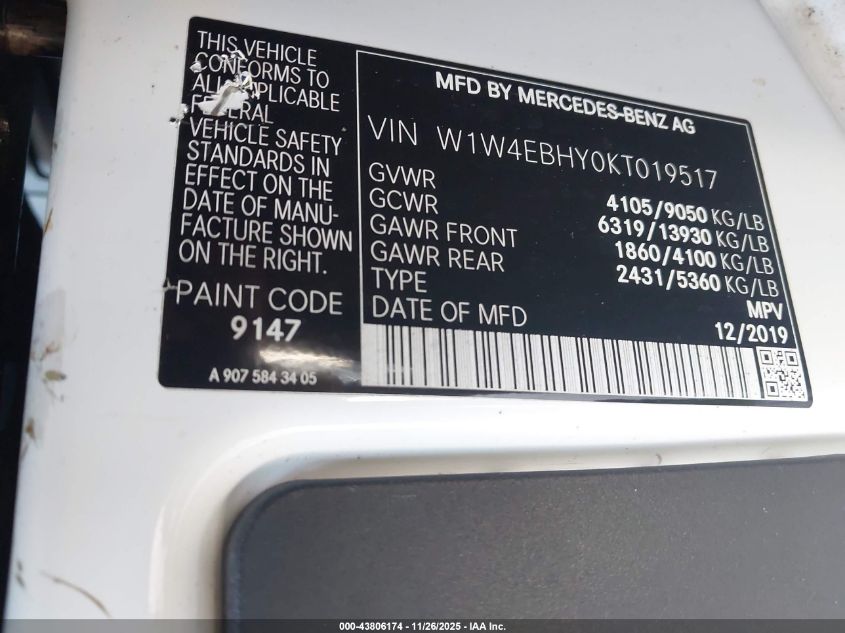 THIS VEHICLE
CONFORMS TO
ALL APPLICABLE
FEDERAL
VEHICLE SAFETY
STANDARDS IN
EFFECT ON THE
DATE OF MANU-
FACTURE SHOWN
ON THE RIGHT.
PAINT CODE
9147
A 907 584 34 05
MFD BY MERCEDES-BENZ AG
VIN W1W4EBHY0KT019517
GVWR 4105/9050 KG/LB
GCWR 6319/13930 KG/LB
GAWR FRONT 1860/4100 KG/LB
GAWR REAR 2431/5360 KG/LB
TYPE MPV
DATE OF MFD 12/2019
000-43806174 | 11/26/2025 - IAA Inc.